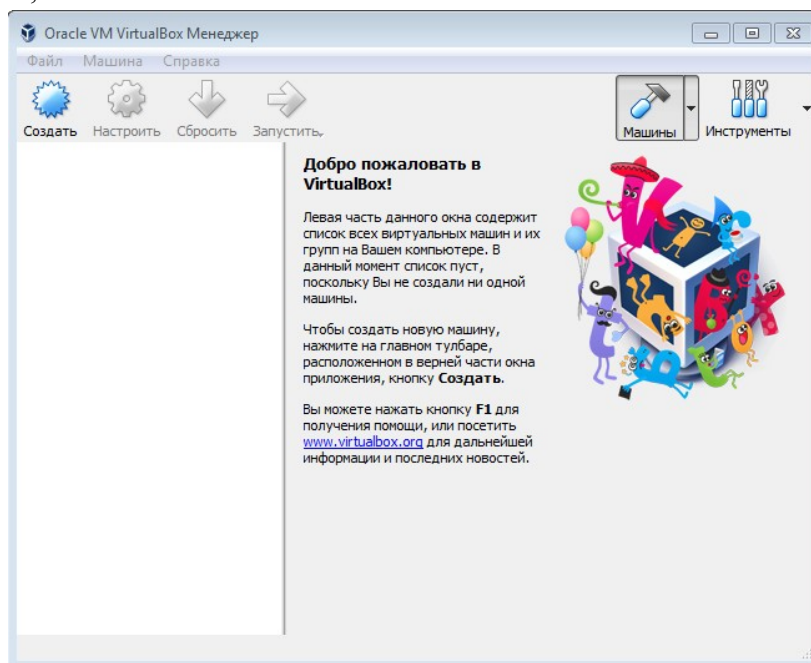 Oracle VM VirtualBox Менеджер
Файл Машина Справка
Создать Настроить Сбросить Запустить
Машины Инструменты
Добро пожаловать в
VirtualBox!
Левая часть данного окна содержит
список всех виртуальных машин и их
групп на Вашем компьютере. В
данный момент список пуст,
поскольку Вы не создали ни одной
машины.
Чтобы создать новую машину,
нажмите на главном тулбаре,
расположенном в верней части окна
приложения, кнопку Создать.
Вы можете нажать кнопку F1 для
получения помощи, или посетить
www.virtualbox.org для дальнейшей
информации и последних новостей.